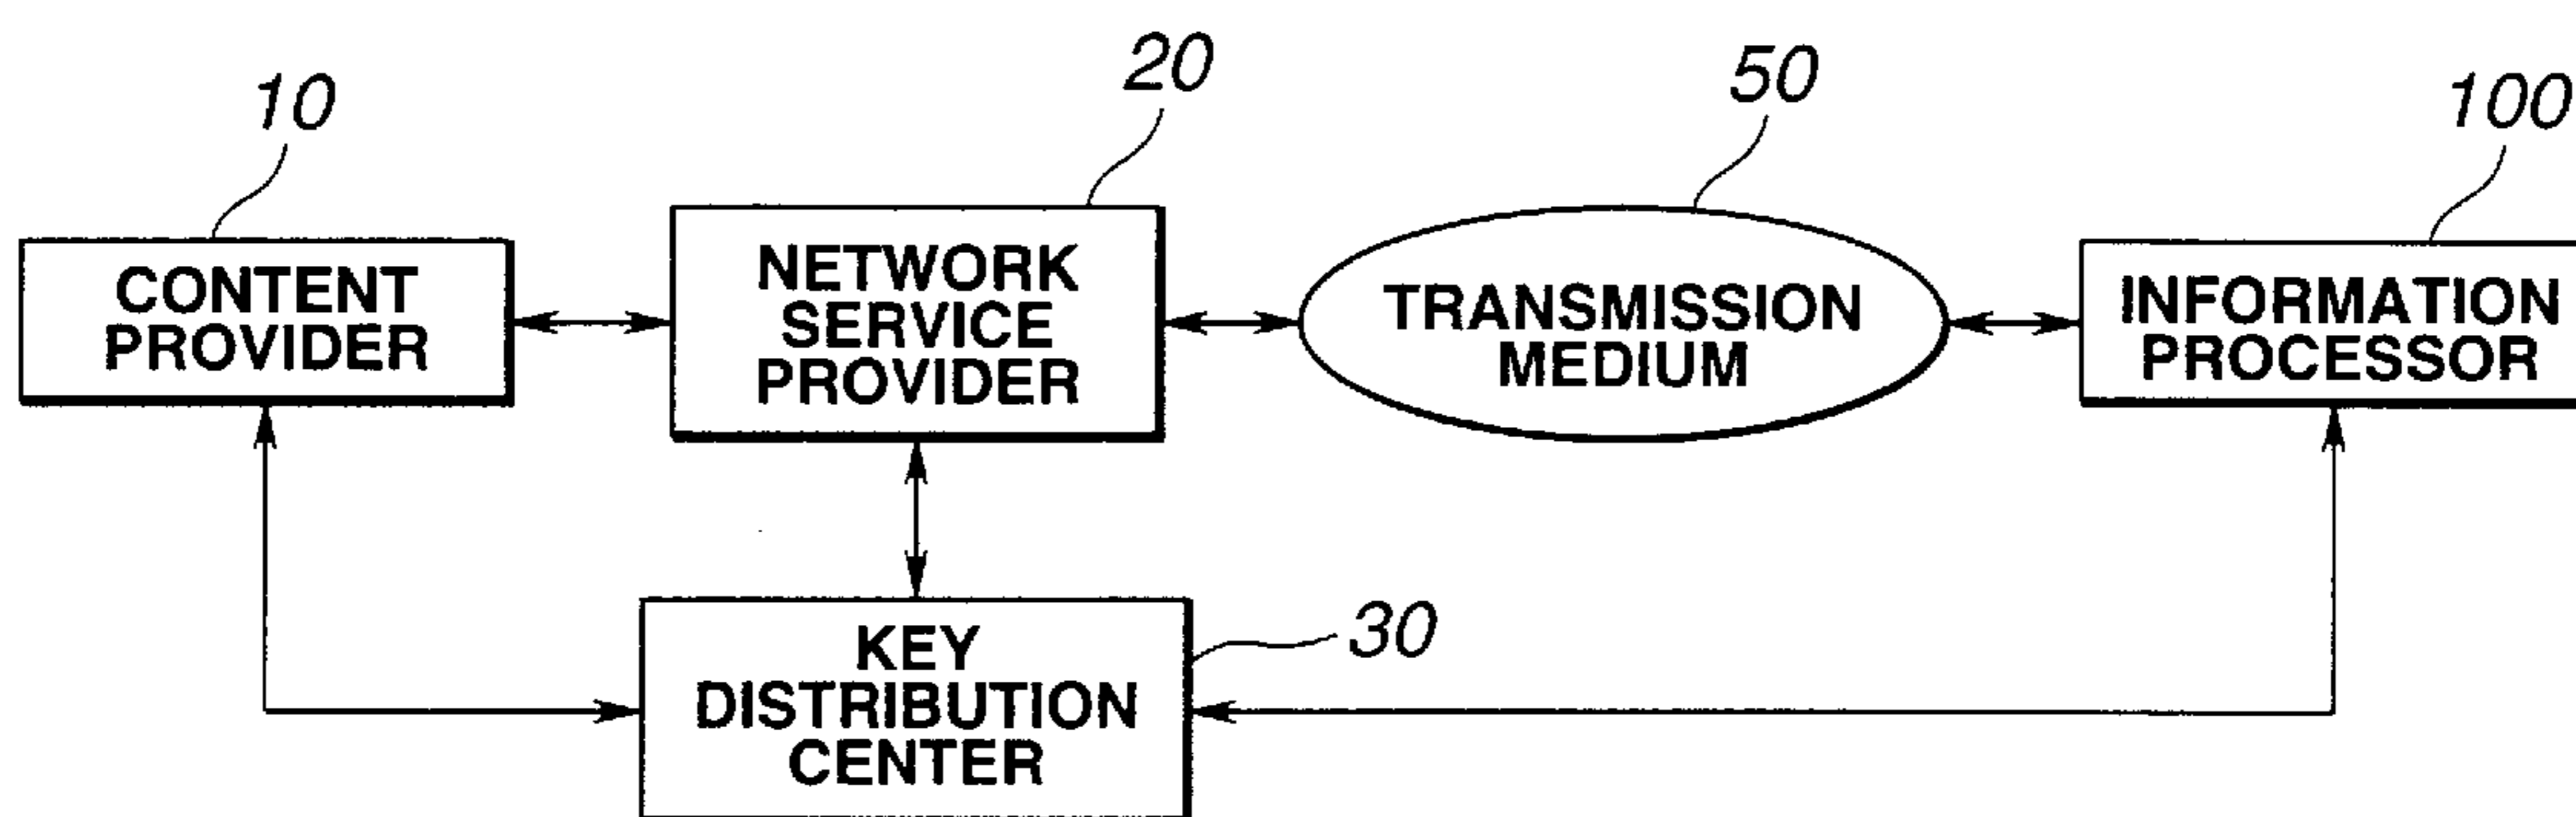 10
20
50
100
CONTENT
PROVIDER
NETWORK
SERVICE
PROVIDER
TRANSMISSION
MEDIUM
INFORMATION
PROCESSOR
KEY
DISTRIBUTION
CENTER
30